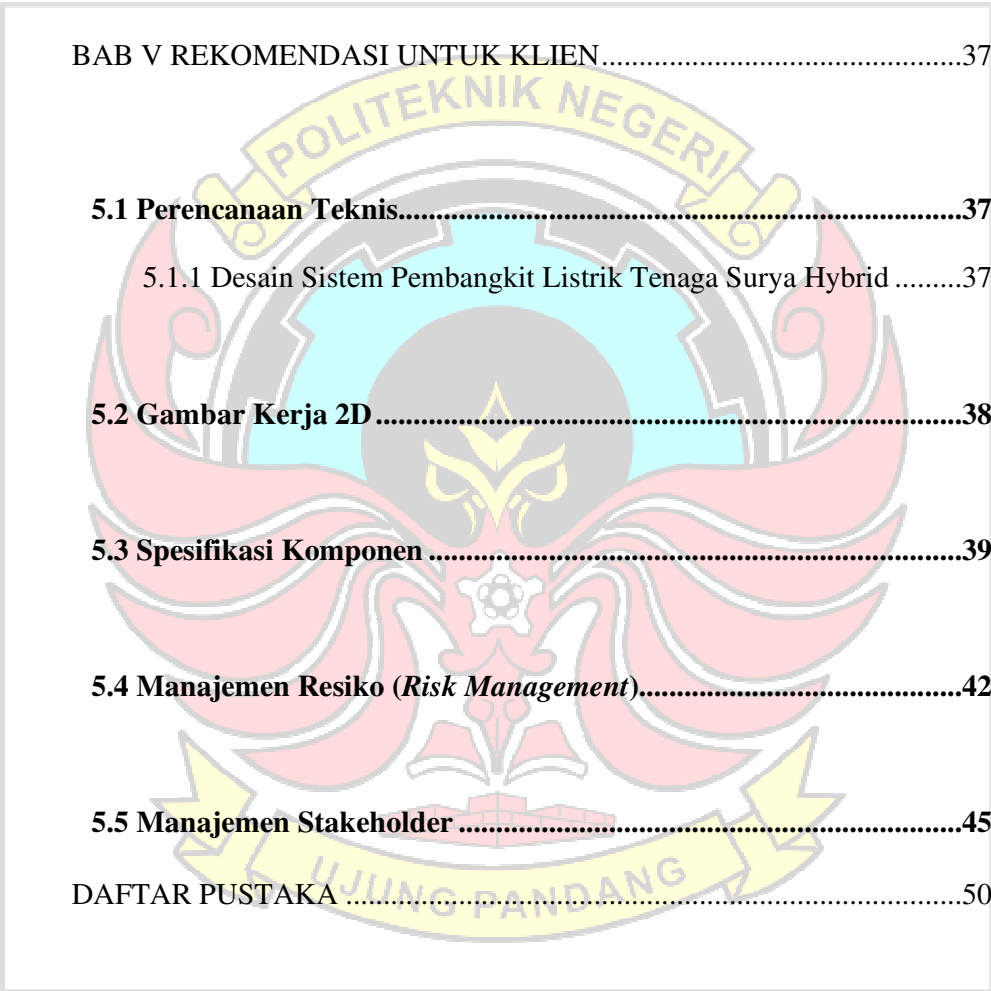 BAB V REKOMENDASI UNTUK KLIEN..................................................37
POLITEKNIK NEGERI
5.1 Perencanaan Teknis.........................................................................37
5.1.1 Desain Sistem Pembangkit Listrik Tenaga Surya Hybrid .........37
5.2 Gambar Kerja 2D ............................................................................38
5.3 Spesifikasi Komponen .....................................................................39
5.4 Manajemen Resiko (Risk Management)............................................42
5.5 Manajemen Stakeholder .................................................................45
DAFTAR PUSTAKA ..................................................................................50
UJUNG PANDANG